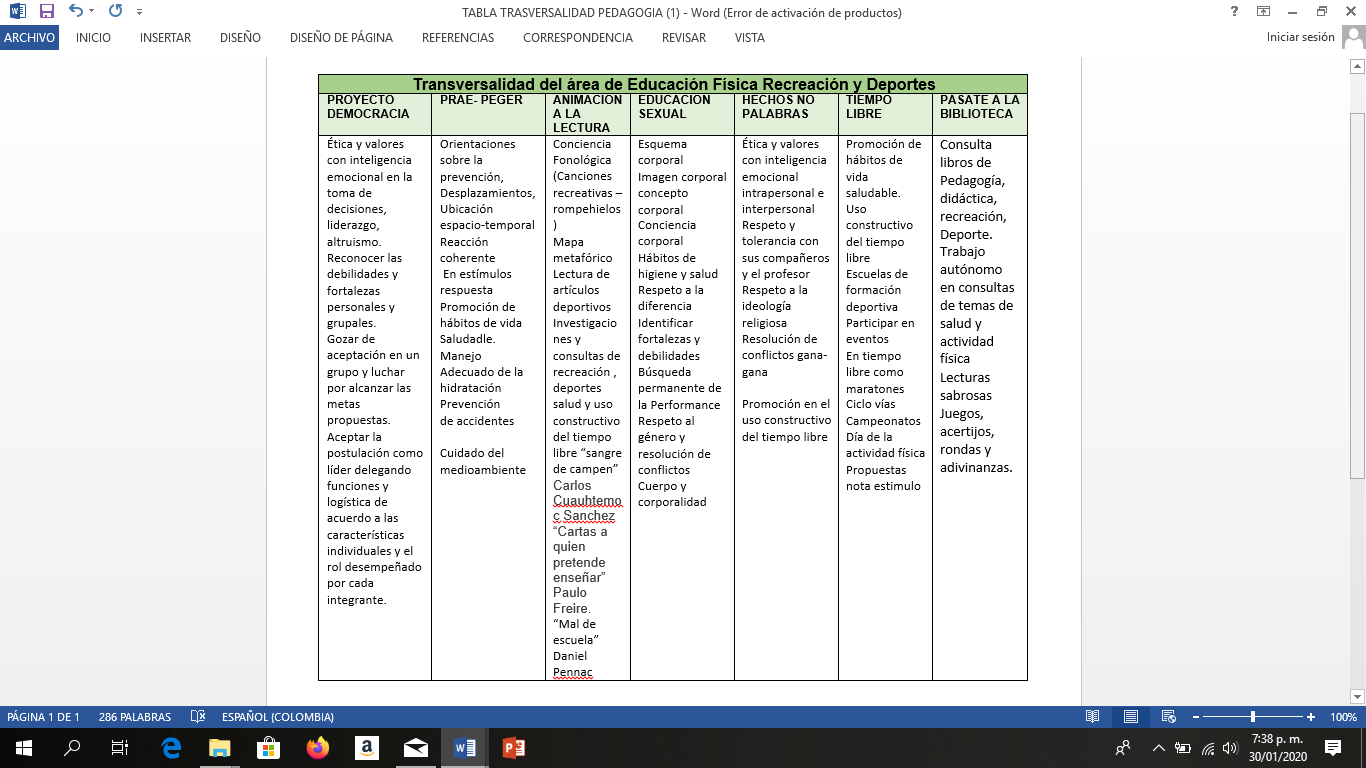 TABLA TRASVERSALIDAD PEDAGOGIA (1) - Word (Error de activación de productos)
ARCHIVO INICIO INSERTAR DISEÑO DISEÑO DE PÁGINA REFERENCIAS CORRESPONDENCIA REVISAR VISTA Iniciar sesión
Transversalidad del área de Educación Física Recreación y Deportes
PROYECTO
DEMOCRACIA
PRAE- PEGER
ANIMACION
A LA
LECTURA
EDUCACION
SEXUAL
HECHOS NO
PALABRAS
TIEMPO
LIBRE
PASATE A LA
BIBLIOTECA
Ética y valores
con inteligencia
emocional en la
toma de
decisiones,
liderazgo,
altruismo.
Reconocer las
debilidades y
fortalezas
personales y
grupales.
Gozar de
aceptación en un
grupo y luchar
por alcanzar las
metas
propuestas.
Aceptar la
postulación como
líder delegando
funciones y
logística de
acuerdo a las
características
individuales y el
rol desempeñado
por cada
integrante.
Orientaciones
sobre la
prevención,
Desplazamientos,
Ubicación
espacio-temporal
Reacción
coherente
En estímulos
respuesta
Promoción de
hábitos de vida
Saludadle.
Manejo
Adecuado de la
hidratación
Prevención
de accidentes
Cuidado del
medioambiente
Conciencia
Fonológica
(Canciones
recreativas –
rompehielos
)
Mapa
metafórico
Lectura de
artículos
deportivos
Investigacio
nes y
consultas de
recreación ,
deportes
salud y uso
constructivo
del tiempo
libre “sangre
de campen”
Carlos
Cuauhtemo
c Sanchez
“Cartas a
quien
pretende
enseñar”
Paulo
Freire.
“Mal de
escuela”
Daniel
Pennac
Esquema
corporal
Imagen corporal
concepto
corporal
Conciencia
corporal
Hábitos de
higiene y salud
Respeto a la
diferencia
Identificar
fortalezas y
debilidades
Búsqueda
permanente de
la Performance
Respeto al
género y
resolución de
conflictos
Cuerpo y
corporalidad
Ética y valores
con inteligencia
emocional
intrapersonal e
interpersonal
Respeto y
tolerancia con
sus compañeros
y el profesor
Respeto a la
ideología
religiosa
Resolución de
conflictos gana-
gana
Promoción en el
uso constructivo
del tiempo libre
Promoción de
hábitos de
vida
saludable.
Uso
constructivo
del tiempo
libre
Escuelas de
formación
deportiva
Participar en
eventos
En tiempo
libre como
maratones
Ciclo vías
Campeonatos
Día de la
actividad física
Propuestas
nota estimulo
Consulta
libros de
Pedagogía,
didáctica,
recreación,
Deporte.
Trabajo
autónomo
en consultas
de temas de
salud y
actividad
física
Lecturas
sabrosas
Juegos,
acertijos,
rondas y
adivinanzas.
PÁGINA 1 DE 1 286 PALABRAS ESPAÑOL (COLOMBIA) 100%
7:38 p. m.
30/01/2020